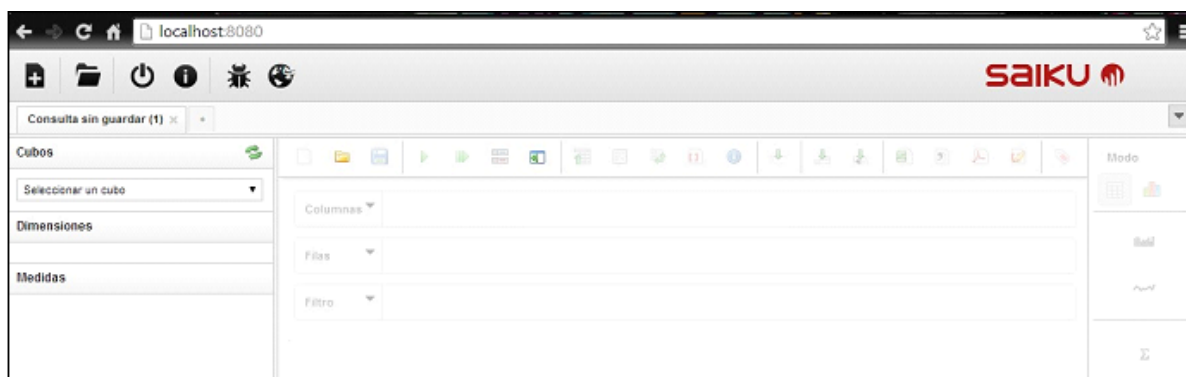 localhost:8080
saiku
Consulta sin guardar (1)
Cubos
Seleccionar un cubo
Dimensiones
Medidas
Columnas
Filas
Filtro
Modo
Σ